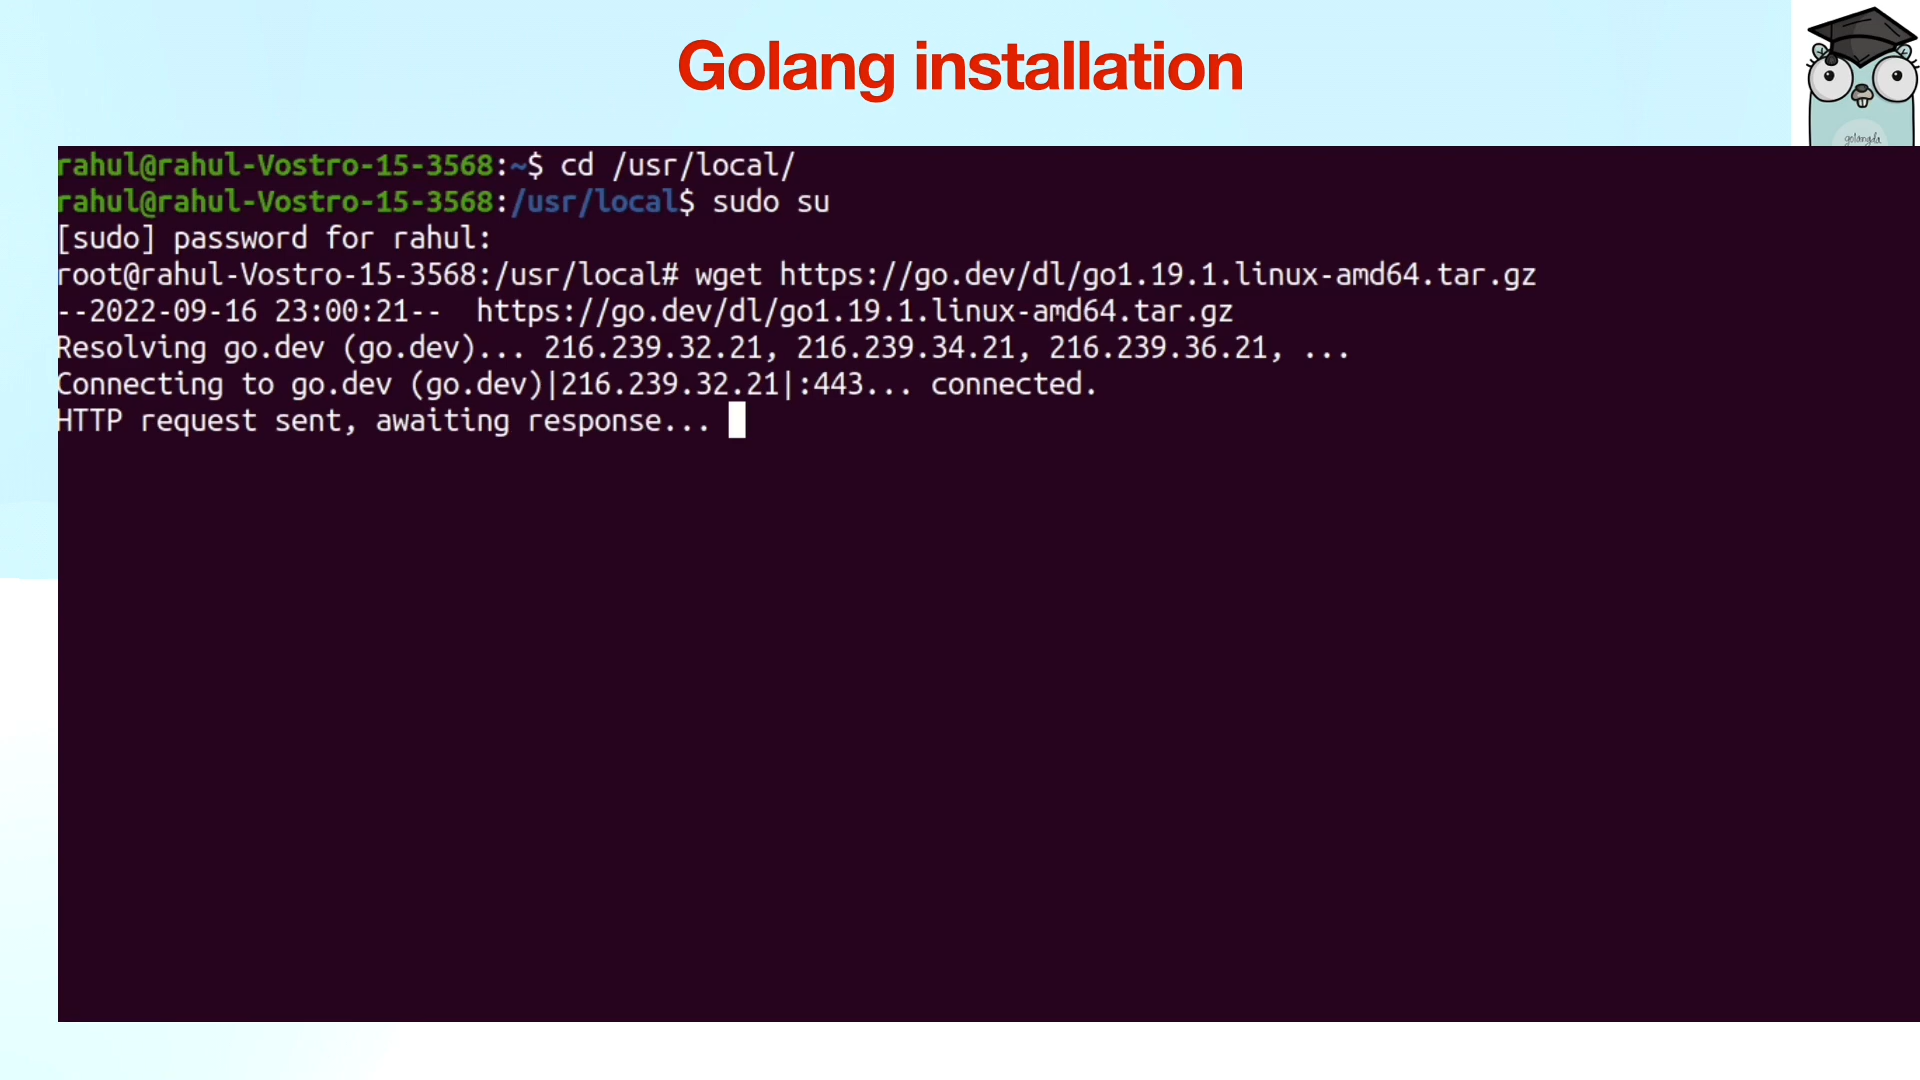 Golang installation
golang.de
rahul@rahul-Vostro-15-3568:~$ cd /usr/local/
rahul@rahul-Vostro-15-3568:/usr/local$ sudo su
[sudo] password for rahul:
root@rahul-Vostro-15-3568:/usr/local# wget https://go.dev/dl/go1.19.1.linux-amd64.tar.gz
--2022-09-16 23:00:21--  https://go.dev/dl/go1.19.1.linux-amd64.tar.gz
Resolving go.dev (go.dev)... 216.239.32.21, 216.239.34.21, 216.239.36.21, ...
Connecting to go.dev (go.dev)|216.239.32.21|:443... connected.
HTTP request sent, awaiting response...